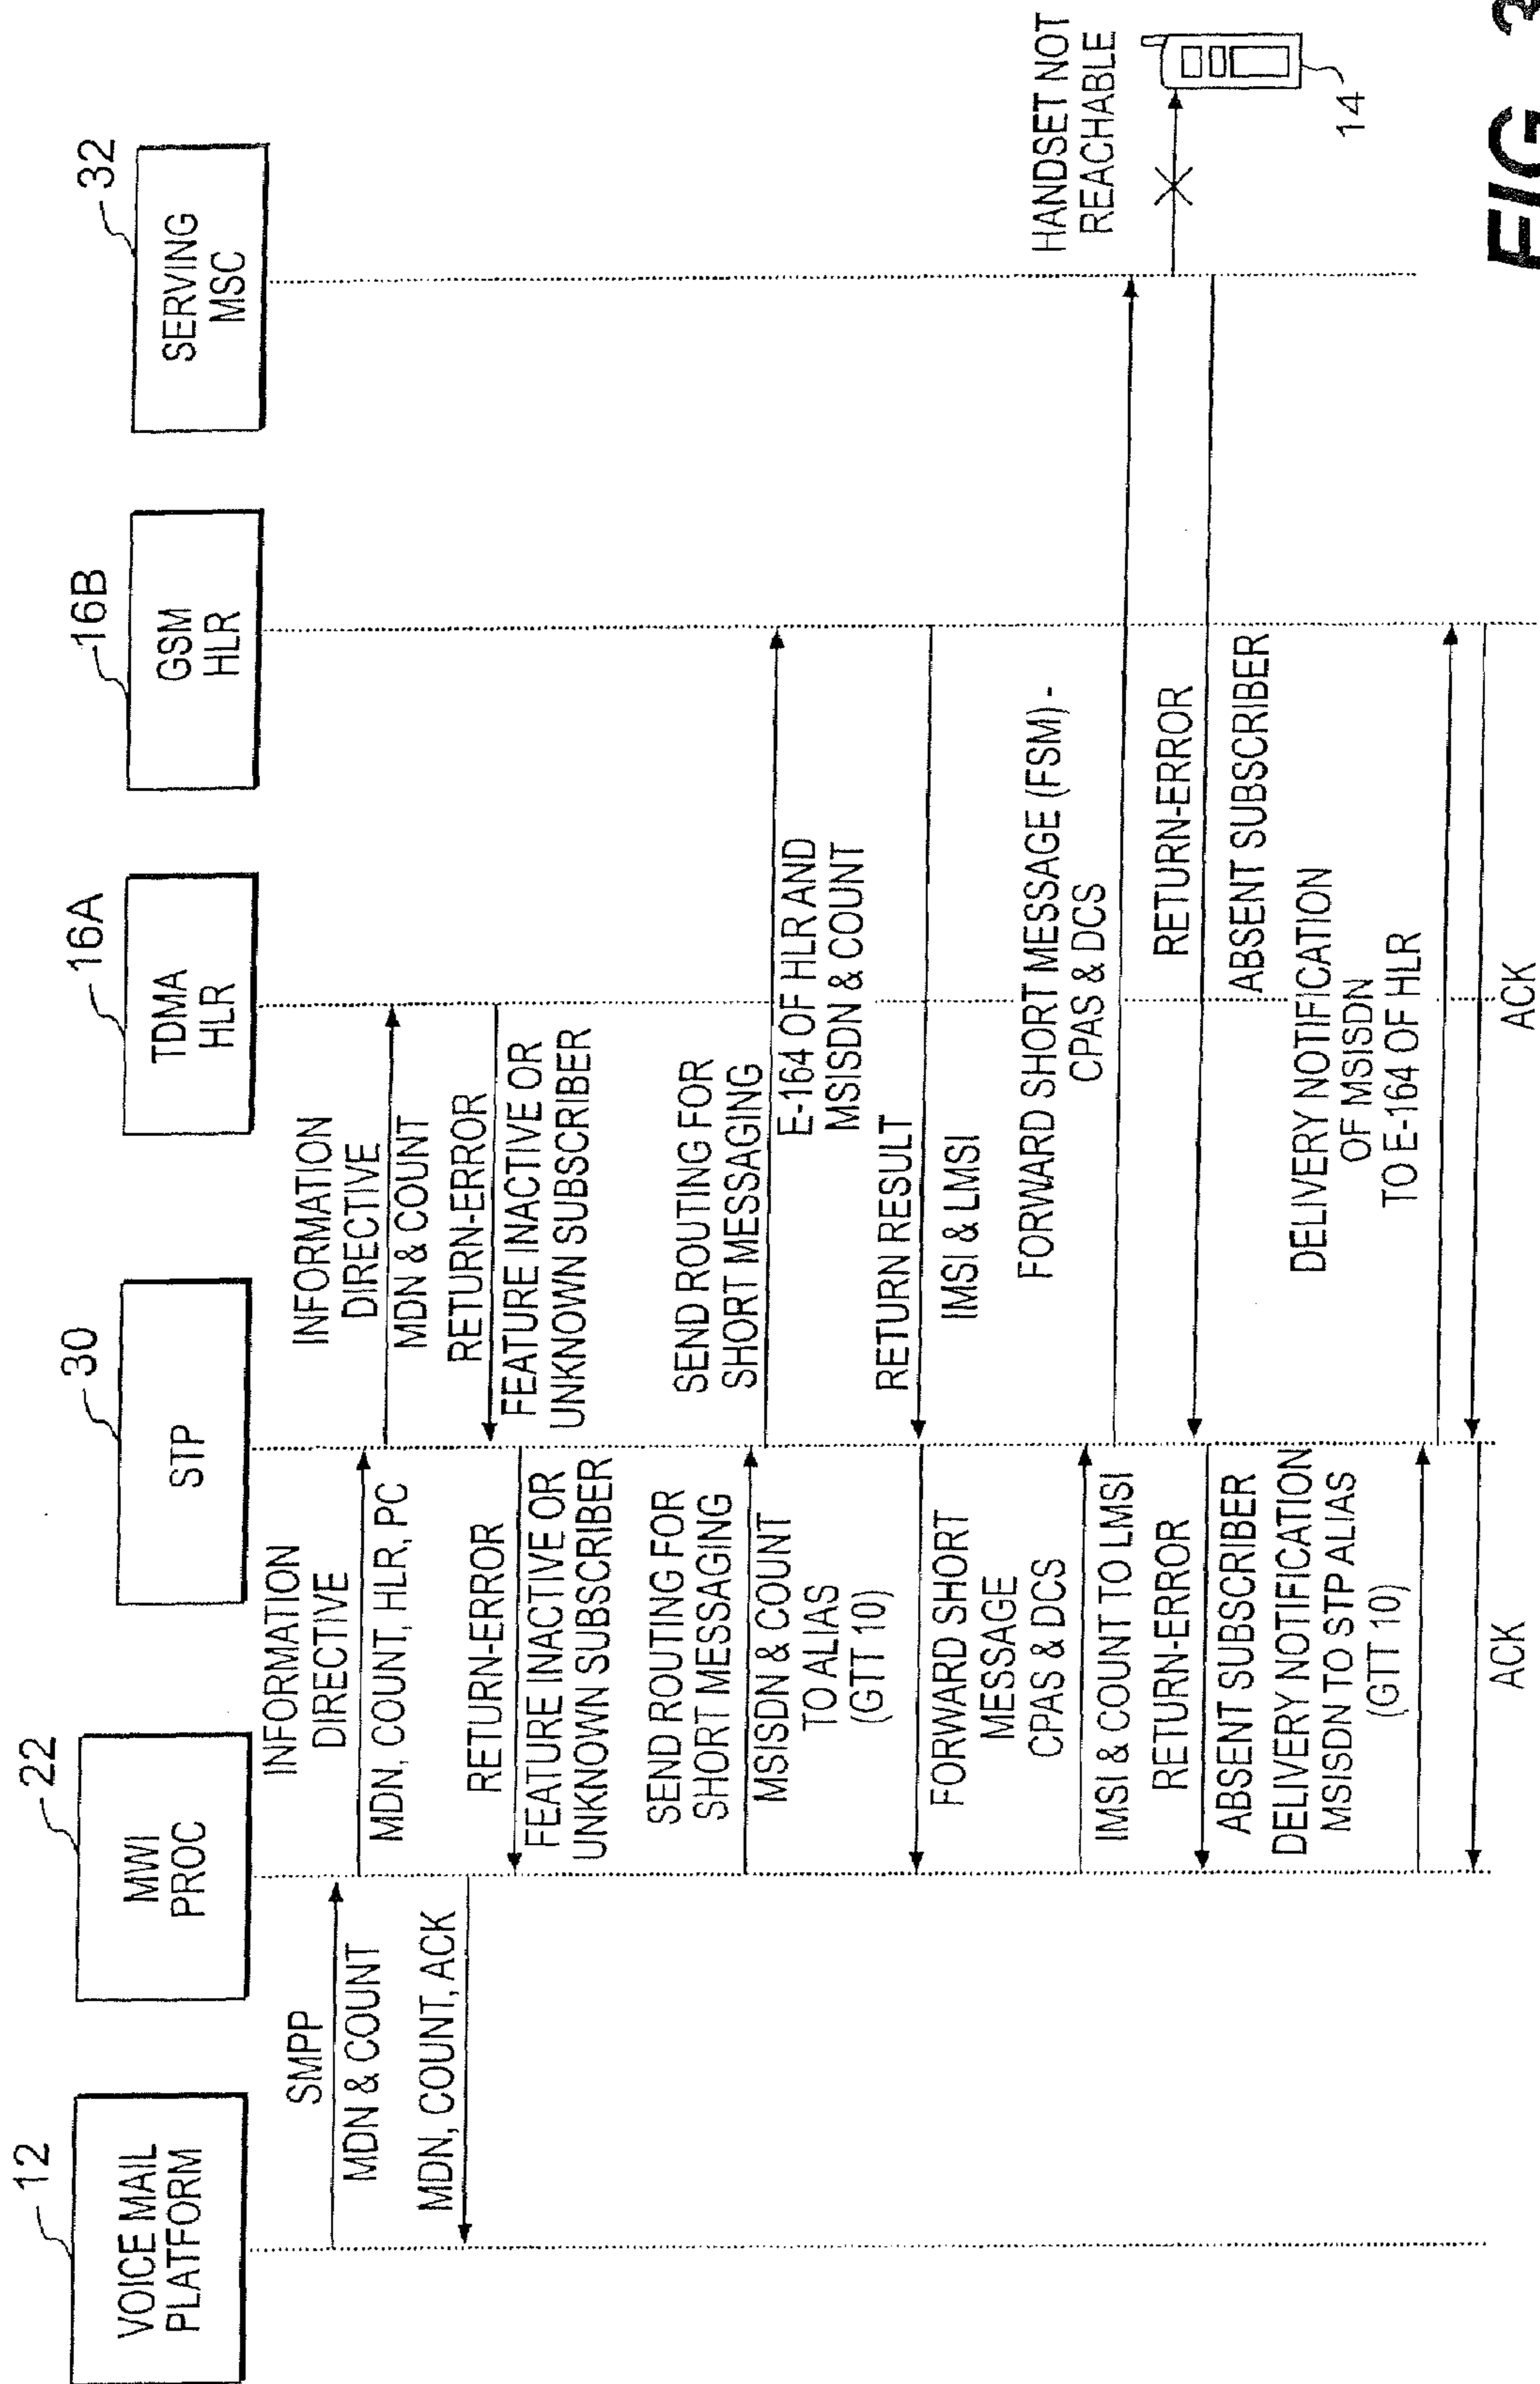 12
VOICE MAIL
PLATFORM
22
MWI
PROC
30
STP
16A
TDMA
HLR
16B
GSM
HLR
32
SERVING
MSC
SMPP
MDN & COUNT
MDN, COUNT, ACK
INFORMATION
DIRECTIVE
MDN, COUNT, HLR, PC
RETURN-ERROR
FEATURE INACTIVE OR
UNKNOWN SUBSCRIBER
SEND ROUTING FOR
SHORT MESSAGING
MSISDN & COUNT
TO ALIAS
(GTT 10)
FORWARD SHORT
MESSAGE
CPAS & DCS
IMSI & COUNT TO LMSI
RETURN-ERROR
ABSENT SUBSCRIBER
DELIVERY NOTIFICATION
MSISDN TO STP ALIAS
(GTT 10)
ACK
INFORMATION
DIRECTIVE
MDN & COUNT
RETURN-ERROR
FEATURE INACTIVE OR
UNKNOWN SUBSCRIBER
SEND ROUTING FOR
SHORT MESSAGING
E-164 OF HLR AND
MSISDN & COUNT
RETURN RESULT
IMSI & LMSI
FORWARD SHORT MESSAGE (FSM) -
CPAS & DCS
RETURN-ERROR
ABSENT SUBSCRIBER
DELIVERY NOTIFICATION
OF MSISDN
TO E-164 OF HLR
ACK
HANDSET NOT
REACHABLE
14
FIG 3